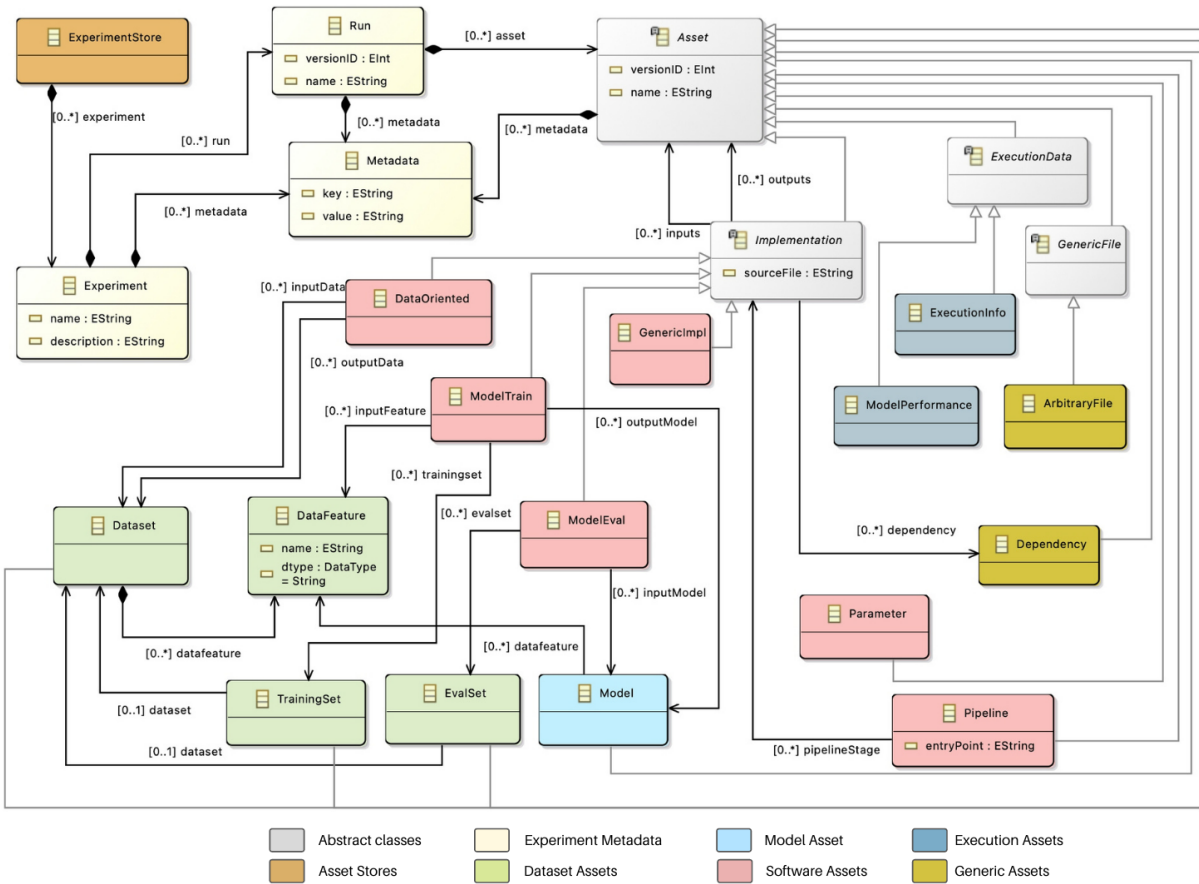 ExperimentStore
Run
versionID : EInt
name : EString
[0..*] asset
Asset
versionID : EInt
name : EString
[0..*] experiment
[0..*] run
[0..*] metadata
[0..*] metadata
Metadata
key : EString
value : EString
[0..*] metadata
ExecutionData
[0..*] outputs
[0..*] inputs
Implementation
sourceFile : EString
GenericFile
Experiment
name : EString
description : EString
[0..*] inputData
DataOriented
[0..*] outputData
GenericImpl
ExecutionInfo
ModelTrain
[0..*] inputFeature
[0..*] outputModel
ModelPerformance
ArbitraryFile
[0..*] trainingset
Dataset
DataFeature
name : EString
dtype : DataType
= String
[0..*] evalset
ModelEval
[0..*] dependency
Dependency
[0..*] inputModel
Parameter
[0..*] datafeature
[0..*] datafeature
TrainingSet
EvalSet
Model
[0..1] dataset
[0..1] dataset
Pipeline
entryPoint : EString
[0..*] pipelineStage
Abstract classes
Experiment Metadata
Model Asset
Execution Assets
Asset Stores
Dataset Assets
Software Assets
Generic Assets